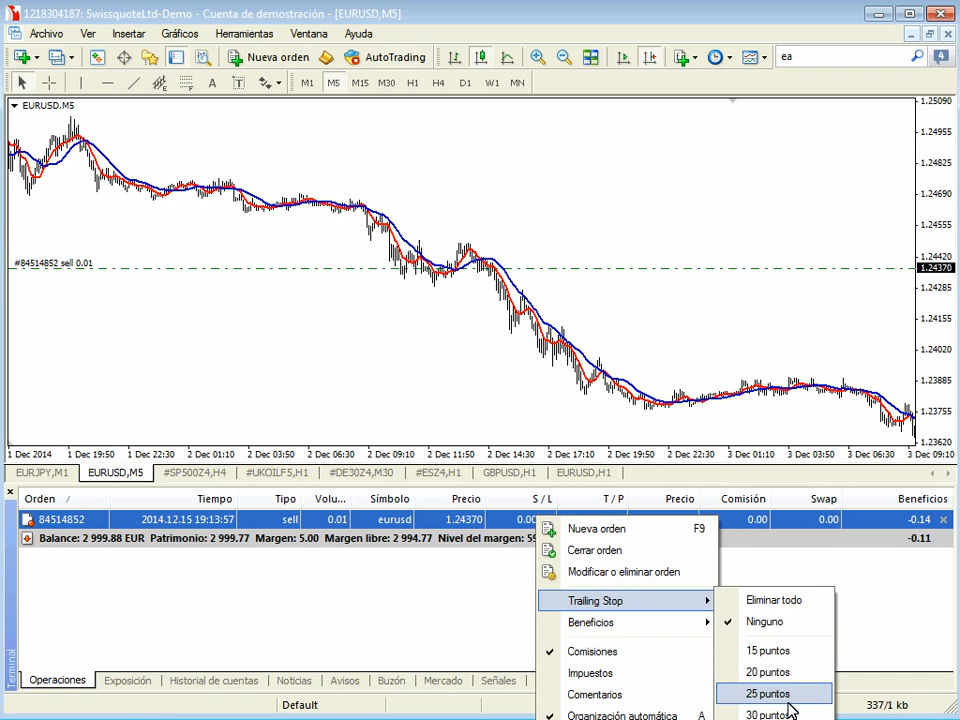 1218304187: SwissquoteLtd-Demo - Cuenta de demostración - [EURUSD,M5]
Archivo Ver Insertar Gráficos Herramientas Ventana Ayuda
Nueva orden AutoTrading ea 4
A T M1 M5 M15 M30 H1 H4 D1 W1 MN
EURUSD,M5
1.25090
1.24955
1.24825
1.24690
1.24555
1.24420
#84514852 sell 0.01
1.24370
1.24285
1.24155
1.24020
1.23885
1.23755
1.23620
1 Dec 2014 1 Dec 19:50 1 Dec 22:30 2 Dec 01:10 2 Dec 03:50 2 Dec 06:30 2 Dec 09:10 2 Dec 11:50 2 Dec 14:30 2 Dec 17:10 2 Dec 19:50 2 Dec 22:30 3 Dec 01:10 3 Dec 03:50 3 Dec 06:30 3 Dec 09:10
EURJPY,M1 EURUSD,M5 #SP500Z4,H4 #UKOILF5,H1 #DE30Z4,M30 #ESZ4,H1 GBPUSD,H1 EURUSD,H1
Orden / Tiempo Tipo Volu... Símbolo Precio S / L T / P Precio Comisión Swap Beneficios
84514852 2014.12.15 19:13:57 sell 0.01 eurusd 1.24370 0.00 0.00 0.00 -0.14
Balance: 2 999.88 EUR Patrimonio: 2 999.77 Margen: 5.00 Margen libre: 2 994.77 Nivel del margen: 59 -0.11
Nueva orden F9
Cerrar orden
Modificar o eliminar orden
Trailing Stop
Beneficios
Comisiones
Impuestos
Comentarios
Organización automática A
Eliminar todo
Ninguno
15 puntos
20 puntos
25 puntos
30 puntos
Terminal
Operaciones Exposición Historial de cuentas Noticias Avisos Buzón Mercado Señales
Default 337/1 kb